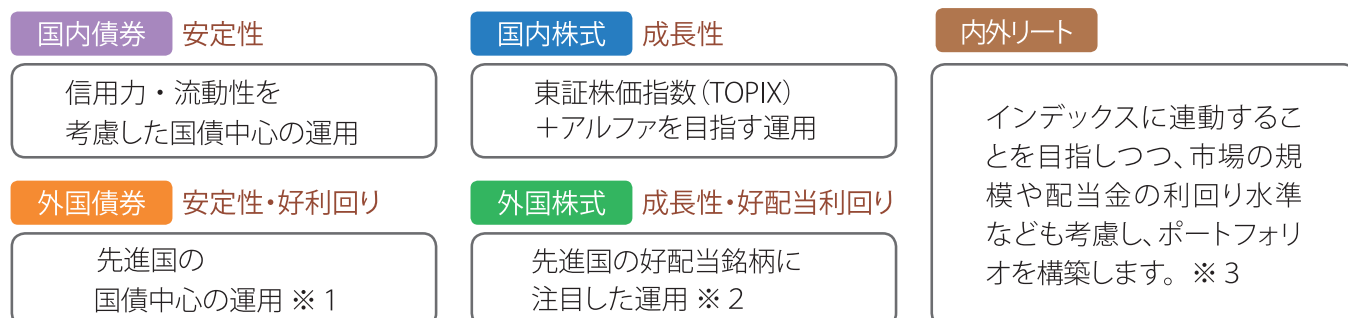 国内債券 安定性
信用力・流動性を
考慮した国債中心の運用
国内株式 成長性
東証株価指数(TOPIX)
+アルファを目指す運用
内外リート
インデックスに連動するこ
とを目指しつつ、市場の規
模や配当金の利回り水準
なども考慮し、ポートフォリ
オを構築します。※3
外国債券 安定性・好利回り
先進国の
国債中心の運用 ※1
外国株式 成長性・好配当利回り
先進国の好配当銘柄に
注目した運用 ※2